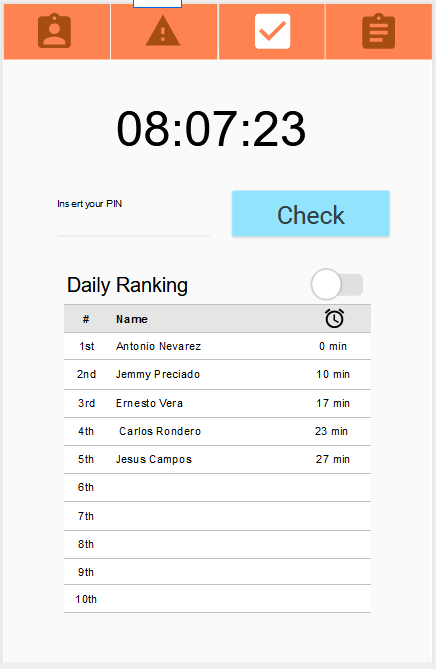 08:07:23
Insert your PIN
Check
Daily Ranking
# Name
1st Antonio Nevarez 0 min
2nd Jemmy Preciado 10 min
3rd Ernesto Vera 17 min
4th Carlos Rondero 23 min
5th Jesus Campos 27 min
6th
7th
8th
9th
10th